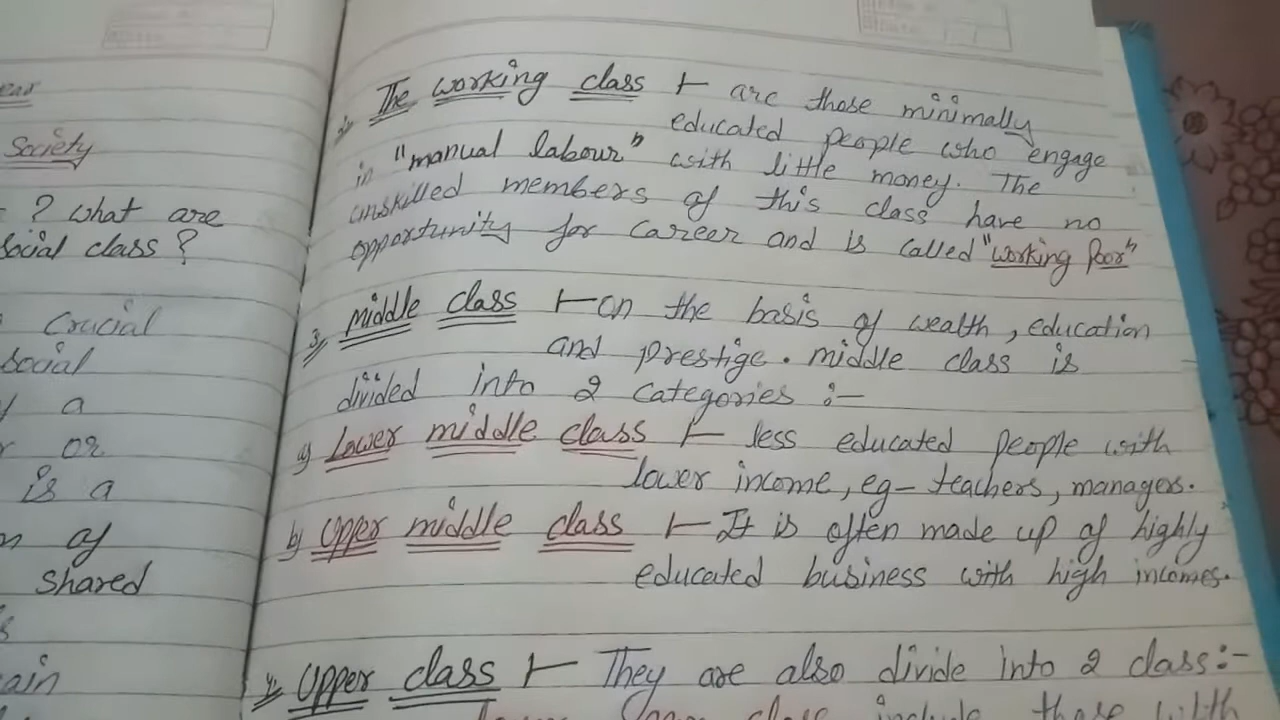 Society
? what are
social class ?
Crucial
social
a
or
is a
of
shared
ain
2, The working class :- are those minimally
educated people who engage
in "manual labour" with little money. The
unskilled members of this class have no
opportunity for career and is called "working Poor"
3, Middle class :- on the basis of wealth, education
and prestige. middle class is
divided into 2 categories :-
a) Lower middle class :- less educated people with
lower income, eg- teachers, managers.
b) Upper middle class :- It is often made up of highly
educated business with high incomes.
4, Upper class :- They are also divide into 2 class:-
class include those with